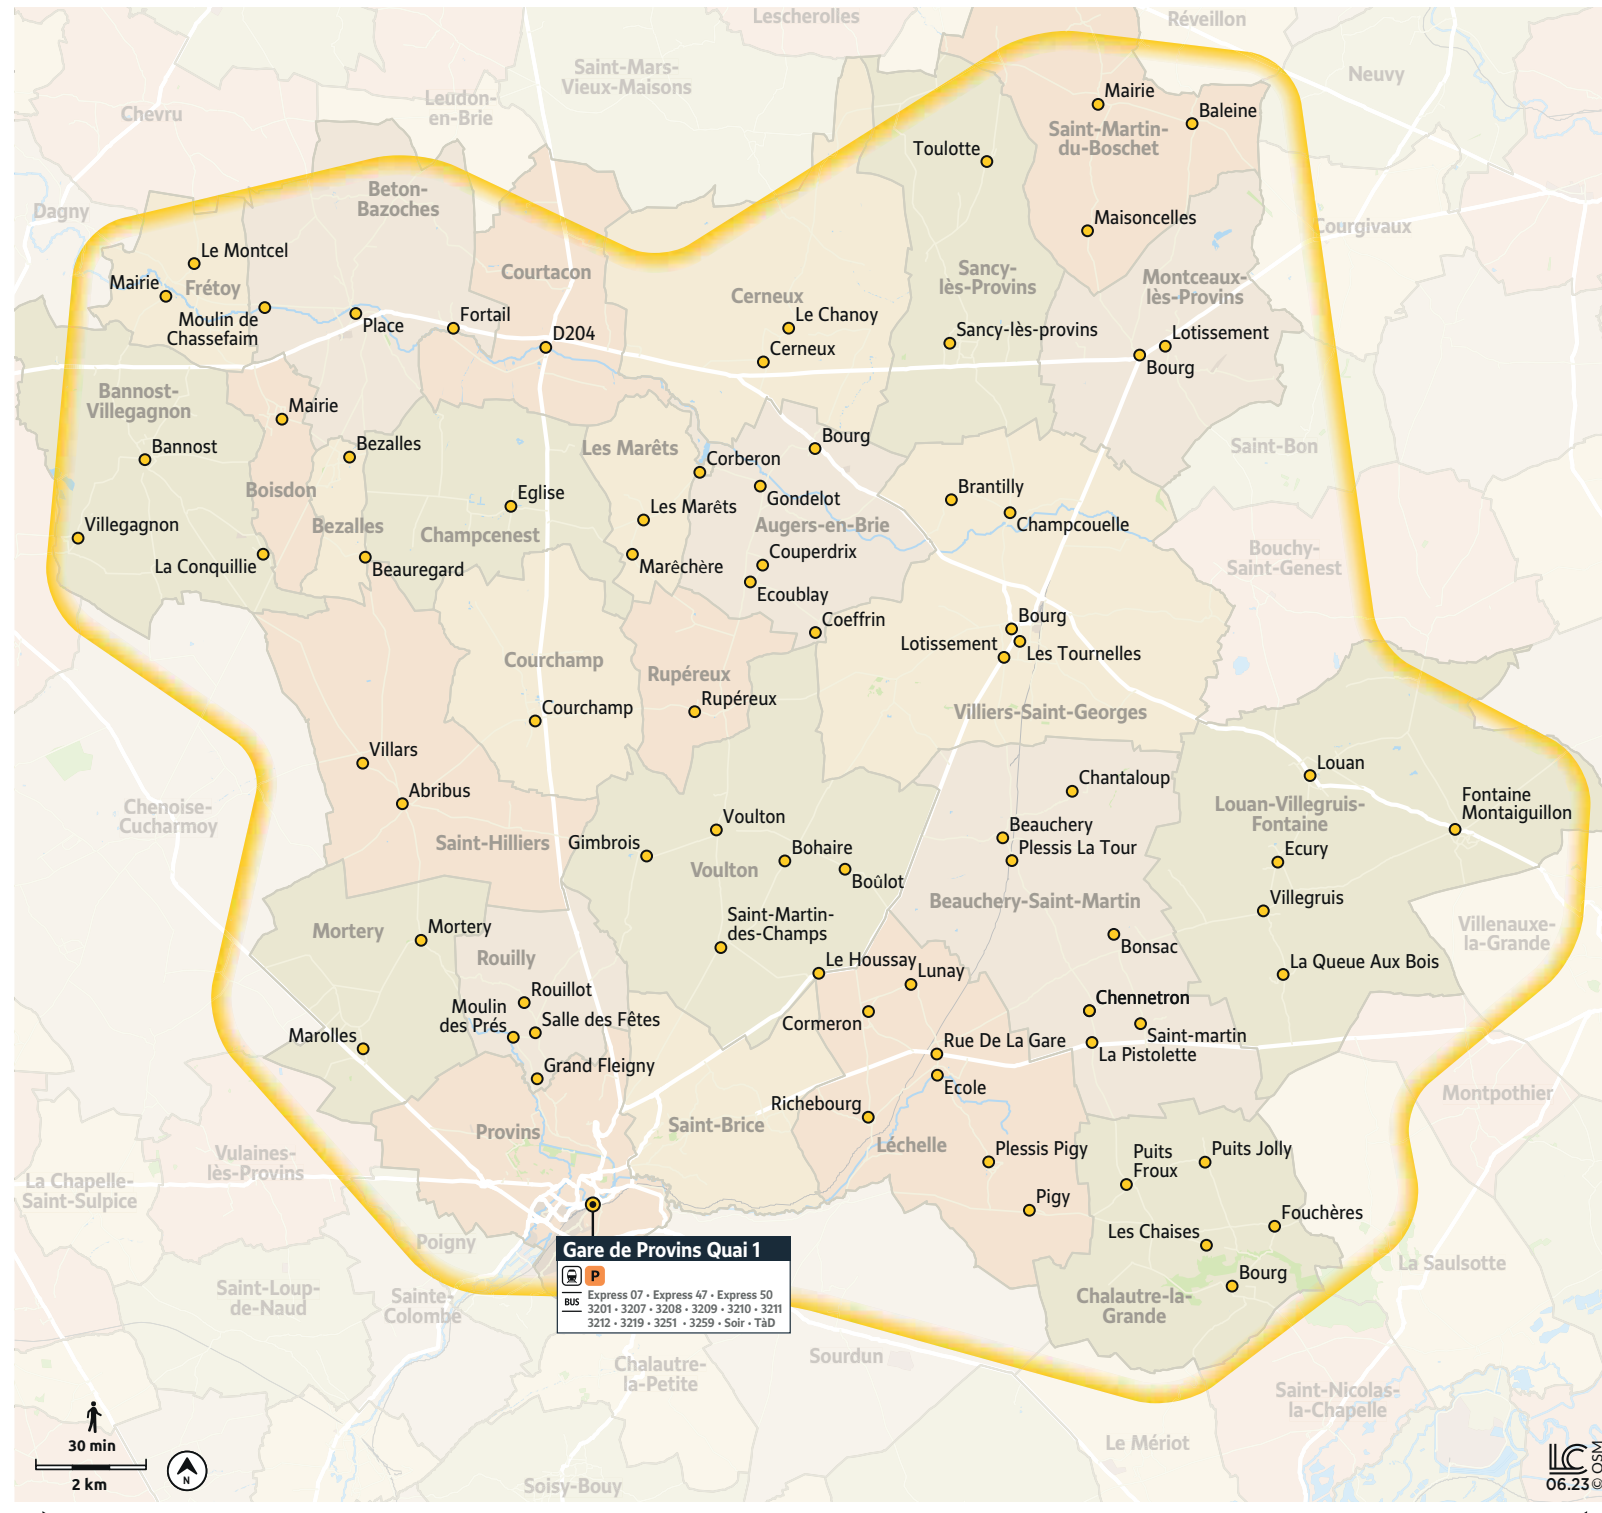 Lescherolles
Réveillon
Saint-Mars-
Vieux-Maisons
Neuvy
Chevru
Leudon-
en-Brie
Mairie
Baleine
Saint-Martin-
du-Boschet
Toulotte
Beton-
Bazoches
Dagny
Maisoncelles
Courgivaux
Le Montcel
Mairie
Frétoy
Courtacon
Sancy-
lès-Provins
Montceaux-
lès-Provins
Cerneux
Moulin de
Chassefaim
Place
Fortail
D204
Le Chanoy
Cerneux
Sancy-lès-provins
Lotissement
Bourg
Bannost-
Villegagnon
Mairie
Bannost
Bezalles
Les Marêts
Bourg
Saint-Bon
Corberon
Boisdon
Eglise
Gondelot
Brantilly
Les Marêts
Champcouelle
Villegagnon
Bezalles
Champcenest
Augers-en-Brie
Bouchy-
Saint-Genest
La Conquillie
Beauregard
Marêchère
Couperdrix
Ecoublay
Coeffrin
Bourg
Lotissement
Les Tournelles
Courchamp
Rupéreux
Rupéreux
Courchamp
Villiers-Saint-Georges
Villars
Louan
Chantaloup
Abribus
Chenoise-
Cucharmoy
Louan-Villegruis-
Fontaine
Fontaine
Montaiguillon
Voulton
Beauchery
Saint-Hilliers
Gimbrois
Bohaire
Plessis La Tour
Ecury
Voulton
Boûlot
Beauchery-Saint-Martin
Villegruis
Mortery
Mortery
Saint-Martin-
des-Champs
Villenauxe-
la-Grande
Bonsac
Rouilly
Le Houssay
Lunay
La Queue Aux Bois
Rouillot
Chennetron
Moulin
des Prés
Salle des Fêtes
Cormeron
Saint-martin
Marolles
Rue De La Gare
La Pistolette
Grand Fleigny
Ecole
Montpothier
Richebourg
Provins
Saint-Brice
Léchelle
Vulaines-
lès-Provins
Plessis Pigy
Puits
Froux
Puits Jolly
La Chapelle-
Saint-Sulpice
Pigy
Fouchères
Les Chaises
Poigny
Gare de Provins Quai 1
P
BUS
Express 07 • Express 47 • Express 50
3201 • 3207 • 3208 • 3209 • 3210 • 3211
3212 • 3219 • 3251 • 3259 • Soir • TàD
La Saulsotte
Bourg
Saint-Loup-
de-Naud
Sainte-
Colombe
Chalautre-la-
Grande
Sourdun
Chalautre-
la-Petite
Saint-Nicolas-
la-Chapelle
Le Mériot
30 min
2 km
N
Soisy-Bouy
LC
06.23
© OSM